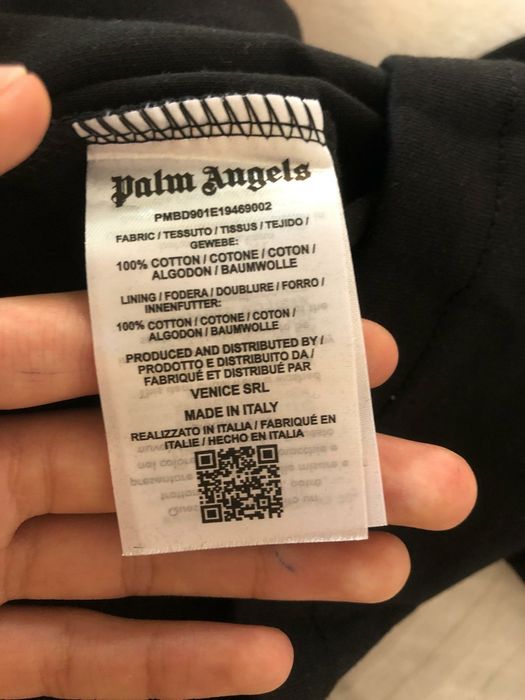 Palm Angels
PMBD901E19469002
FABRIC / TESSUTO / TISSUS / TEJIDO /
GEWEBE:
100% COTTON / COTONE / COTON /
ALGODON / BAUMWOLLE
LINING / FODERA / DOUBLURE / FORRO /
INNENFUTTER:
100% COTTON / COTONE / COTON /
ALGODON / BAUMWOLLE
PRODUCED AND DISTRIBUTED BY /
PRODOTTO E DISTRIBUITO DA /
FABRIQUÉ ET DISTRIBUÉ PAR
VENICE SRL
MADE IN ITALY
REALIZZATO IN ITALIA / FABRIQUÉ EN
ITALIE / HECHO EN ITALIA